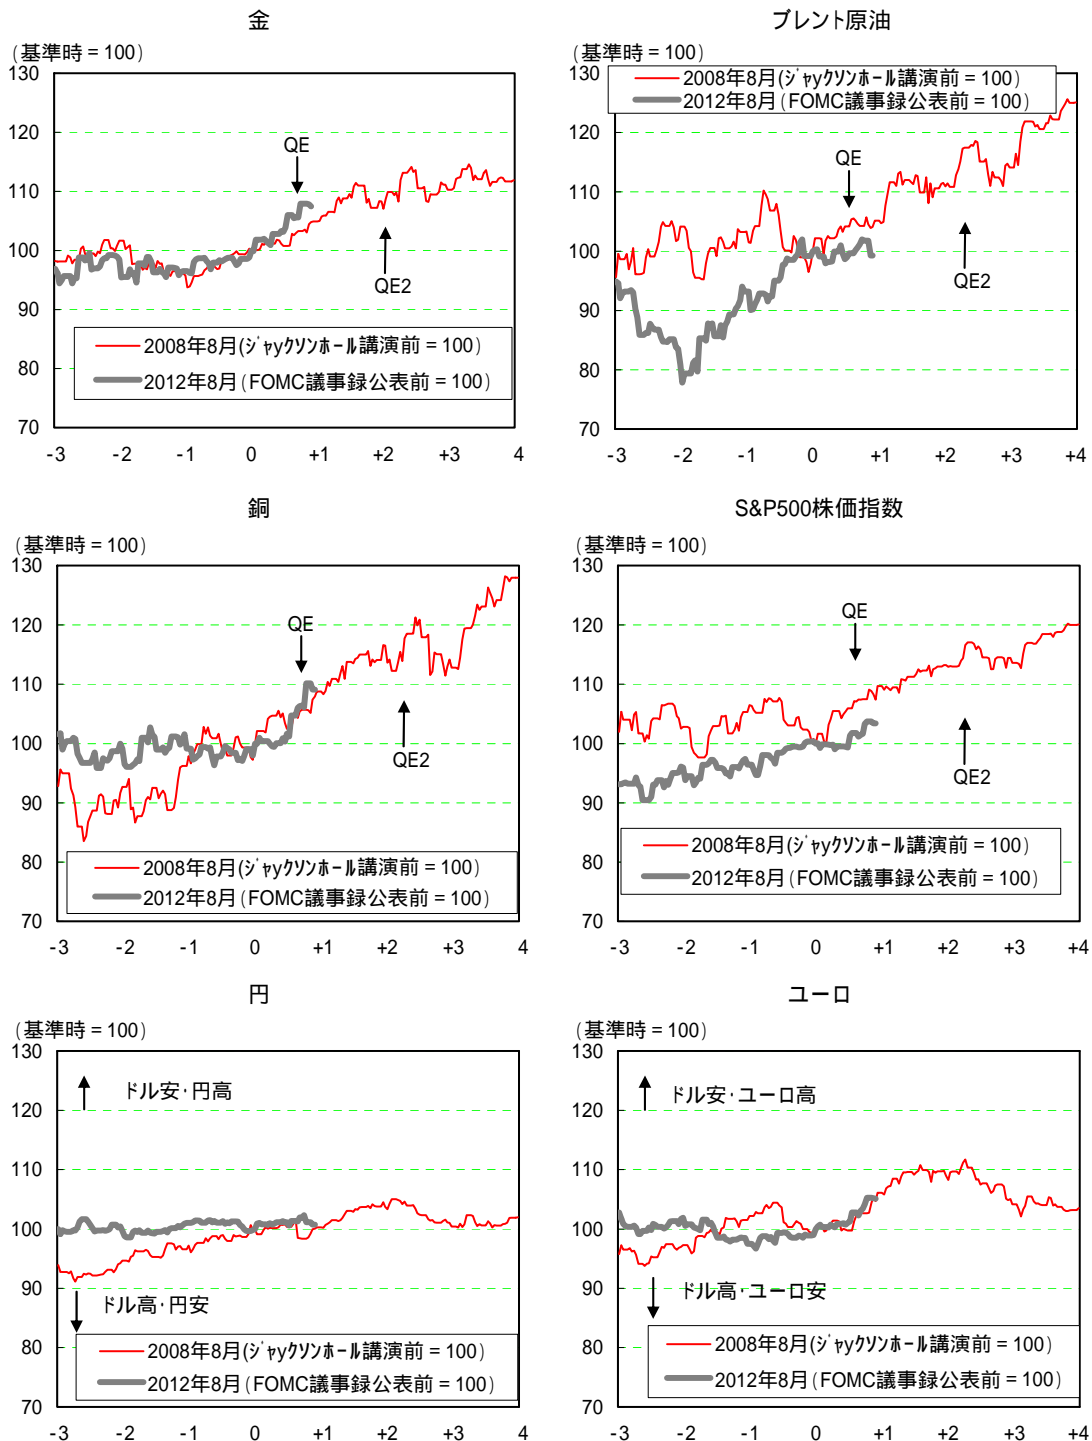 金
(基準時＝100)
130
120
110
100
90
80
70
QE
QE2
2008年8月(ジャクソンホール講演前＝100)
2012年8月(FOMC議事録公表前＝100)
-3 -2 -1 0 +1 +2 +3 4
ブレント原油
(基準時＝100)
130
120
110
100
90
80
70
2008年8月(ジャクソンホール講演前＝100)
2012年8月(FOMC議事録公表前＝100)
QE
QE2
-3 -2 -1 0 +1 +2 +3 +4
銅
(基準時＝100)
130
120
110
100
90
80
70
QE
QE2
2008年8月(ジャクソンホール講演前＝100)
2012年8月(FOMC議事録公表前＝100)
-3 -2 -1 0 +1 +2 +3 4
S&P500株価指数
(基準時＝100)
130
120
110
100
90
80
70
QE
QE2
2008年8月(ジャクソンホール講演前＝100)
2012年8月(FOMC議事録公表前＝100)
-3 -2 -1 0 +1 +2 +3 +4
円
(基準時＝100)
130
120
110
100
90
80
70
ドル安･円高
ドル高･円安
2008年8月(ジャクソンホール講演前＝100)
2012年8月(FOMC議事録公表前＝100)
-3 -2 -1 0 +1 +2 +3 4
ユーロ
(基準時＝100)
130
120
110
100
90
80
70
ドル安･ユーロ高
ドル高･ユーロ安
2008年8月(ジャクソンホール講演前＝100)
2012年8月(FOMC議事録公表前＝100)
-3 -2 -1 0 +1 +2 +3 +4